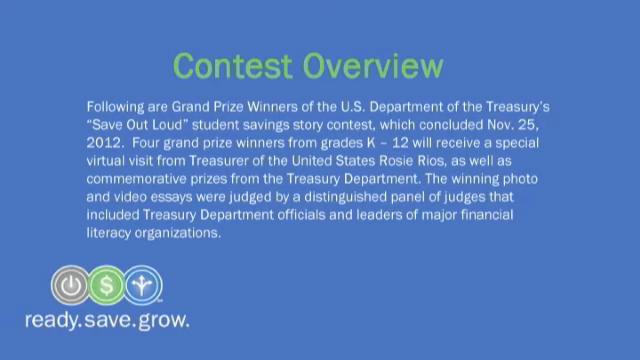 Contest Overview
Following are Grand Prize Winners of the U.S. Department of the Treasury's
"Save Out Loud" student savings story contest, which concluded Nov. 25,
2012.  Four grand prize winners from grades K – 12 will receive a special
virtual visit from Treasurer of the United States Rosie Rios, as well as
commemorative prizes from the Treasury Department. The winning photo
and video essays were judged by a distinguished panel of judges that
included Treasury Department officials and leaders of major financial
literacy organizations.
$
ready.save.grow.